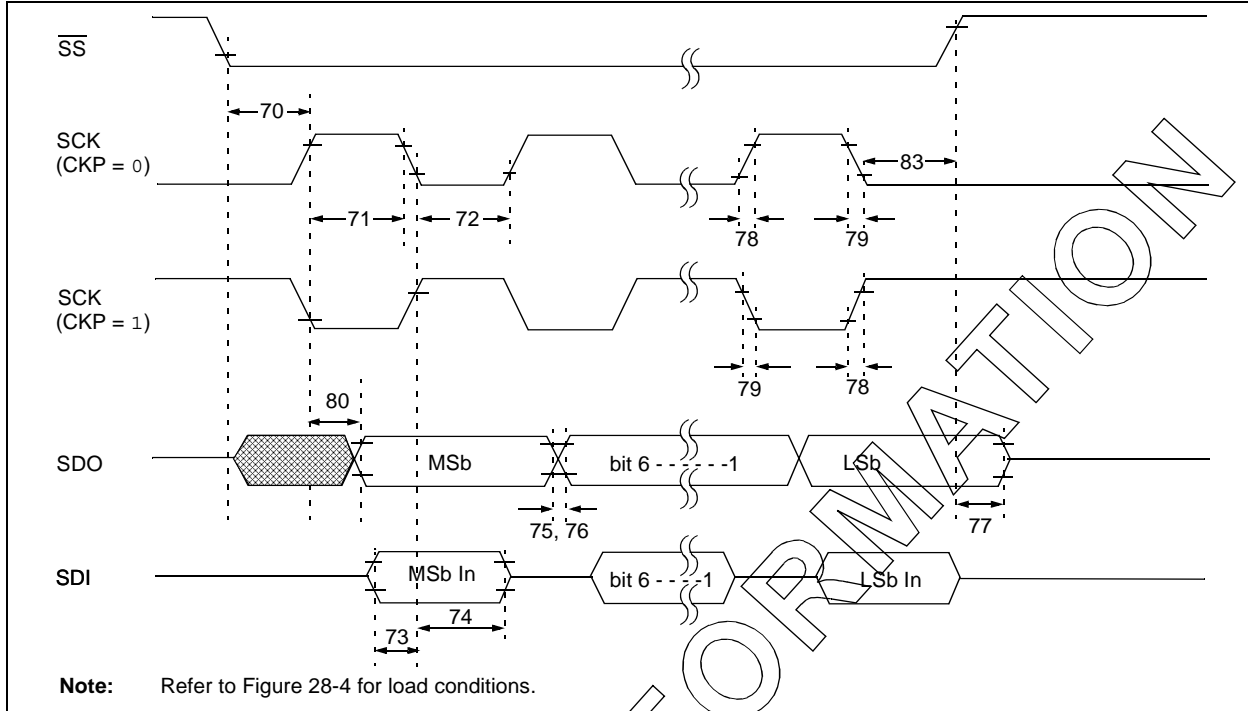 SS
70
SCK
(CKP = 0)
83
71
72
78
79
SCK
(CKP = 1)
79
78
80
SDO
MSb
bit 6 - - - - - -1
LSb
75, 76
77
SDI
MSb In
bit 6 - - - -1
LSb In
73
74
Note: Refer to Figure 28-4 for load conditions.
ORMATION